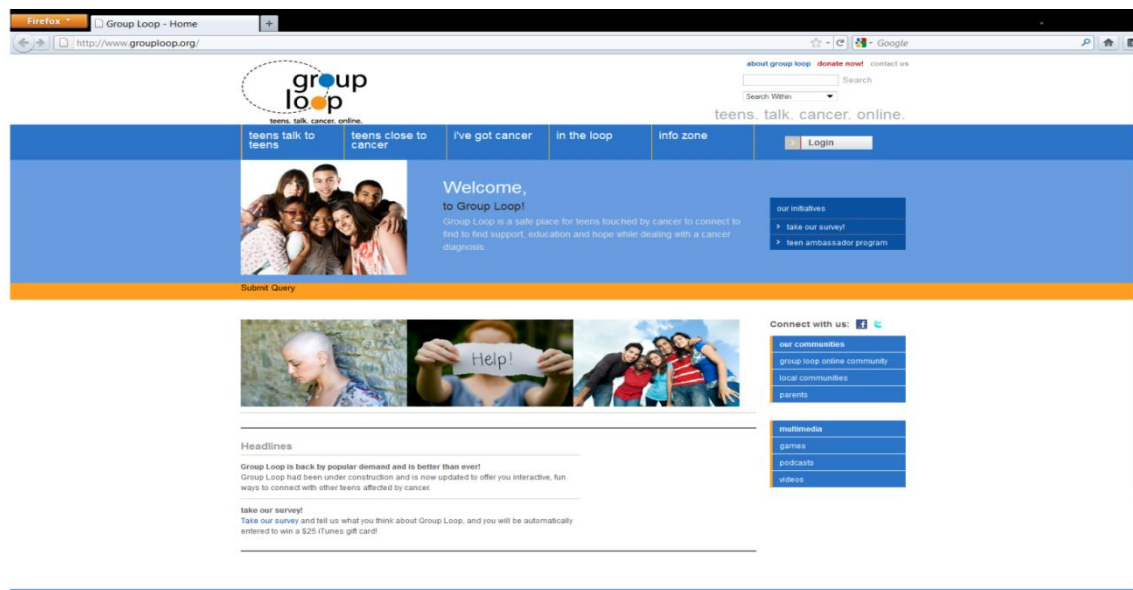 Firefox
Group Loop - Home
+
http://www.grouploop.org/
Google
group
loop
teens. talk. cancer. online.
about group loop donate now! contact us
Search
Search Within
teens. talk. cancer. online.
teens talk to
teens
teens close to
cancer
i've got cancer
in the loop
info zone
Login
Welcome,
to Group Loop!
Group Loop is a safe place for teens touched by cancer to connect to
find to find support, education and hope while dealing with a cancer
diagnosis.
our initiatives
take our survey!
teen ambassador program
Submit Query
Help!
Connect with us:
our communities
group loop online community
local communities
parents
multimedia
games
podcasts
videos
Headlines
Group Loop is back by popular demand and is better than ever!
Group Loop had been under construction and is now updated to offer you interactive, fun
ways to connect with other teens affected by cancer.
take our survey!
Take our survey and tell us what you think about Group Loop, and you will be automatically
entered to win a $25 iTunes gift card!